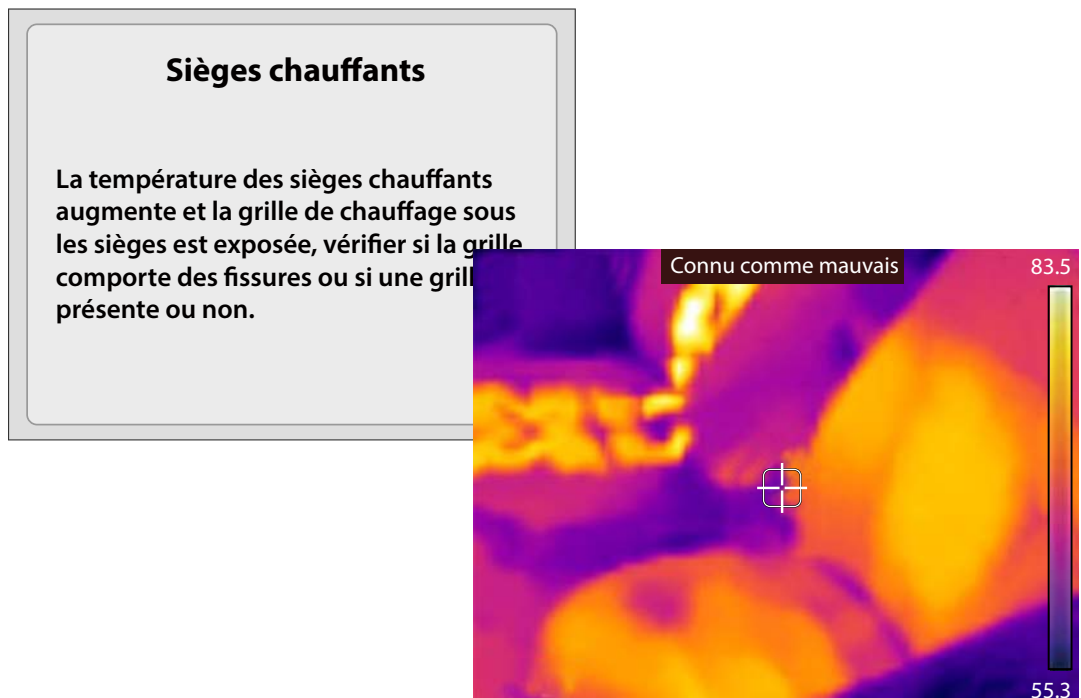 Sièges chauffants
La température des sièges chauffants
augmente et la grille de chauffage sous
les sièges est exposée, vérifier si la grille
comporte des fissures ou si une
présente ou non.
Connu comme mauvais
83.5
55.3